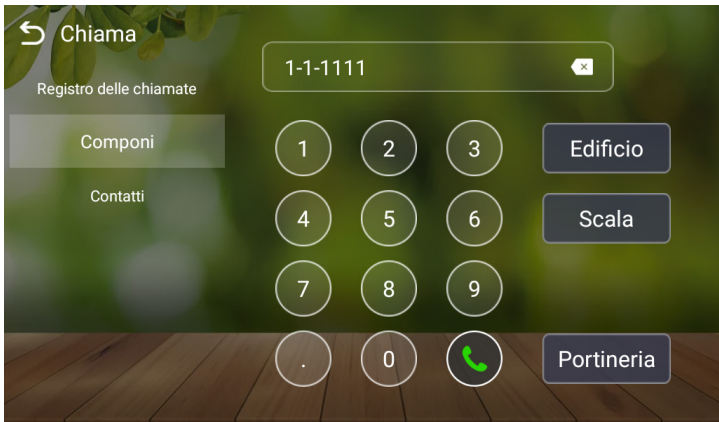 Chiama
1-1-1111
Registro delle chiamate
Componi
Contatti
1 2 3 Edificio
4 5 6 Scala
7 8 9
. 0 Portineria